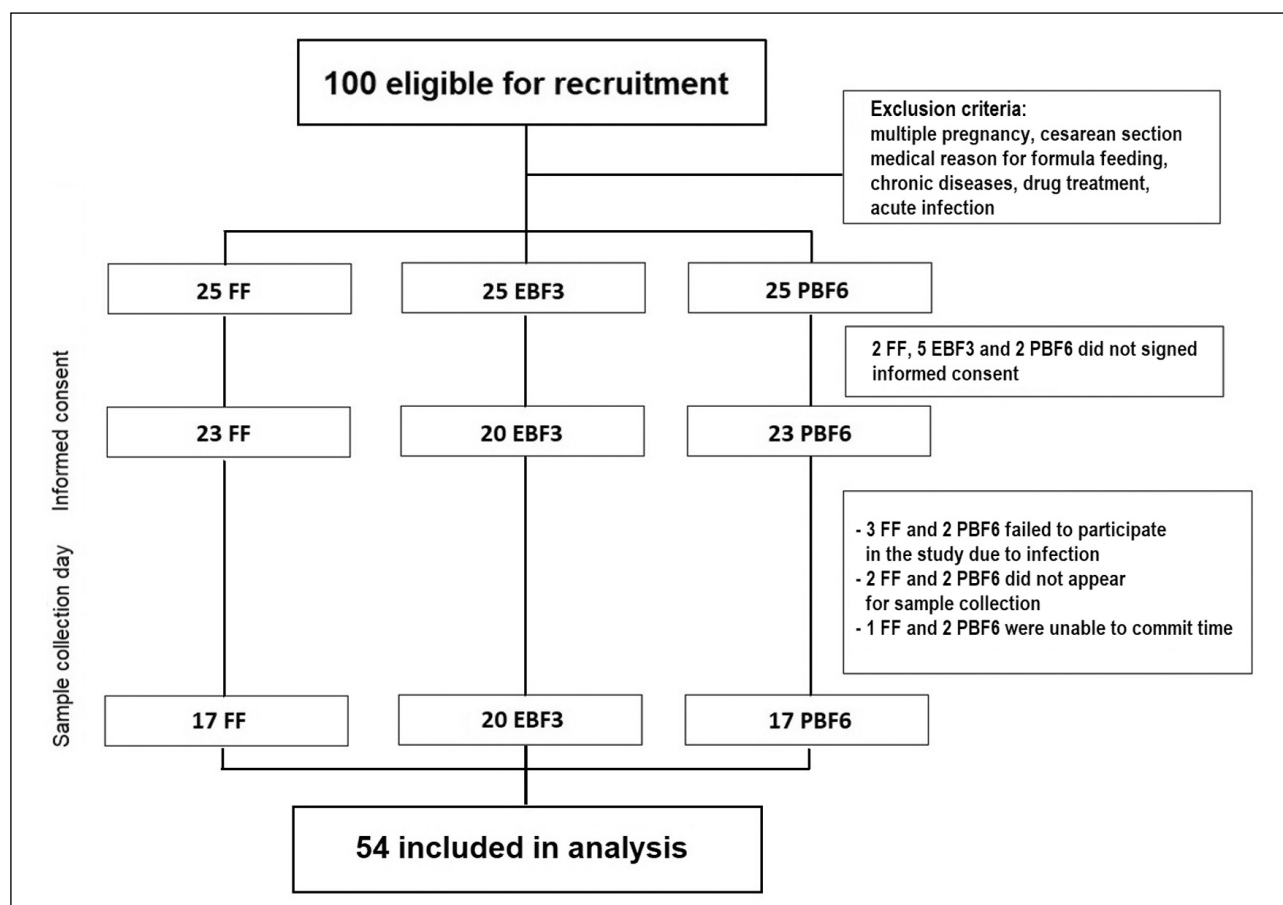 100 eligible for recruitment
Exclusion criteria:
multiple pregnancy, cesarean section
medical reason for formula feeding,
chronic diseases, drug treatment,
acute infection
25 FF
25 EBF3
25 PBF6
Informed consent
2 FF, 5 EBF3 and 2 PBF6 did not signed
informed consent
23 FF
20 EBF3
23 PBF6
Sample collection day
- 3 FF and 2 PBF6 failed to participate
in the study due to infection
- 2 FF and 2 PBF6 did not appear
for sample collection
- 1 FF and 2 PBF6 were unable to commit time
17 FF
20 EBF3
17 PBF6
54 included in analysis